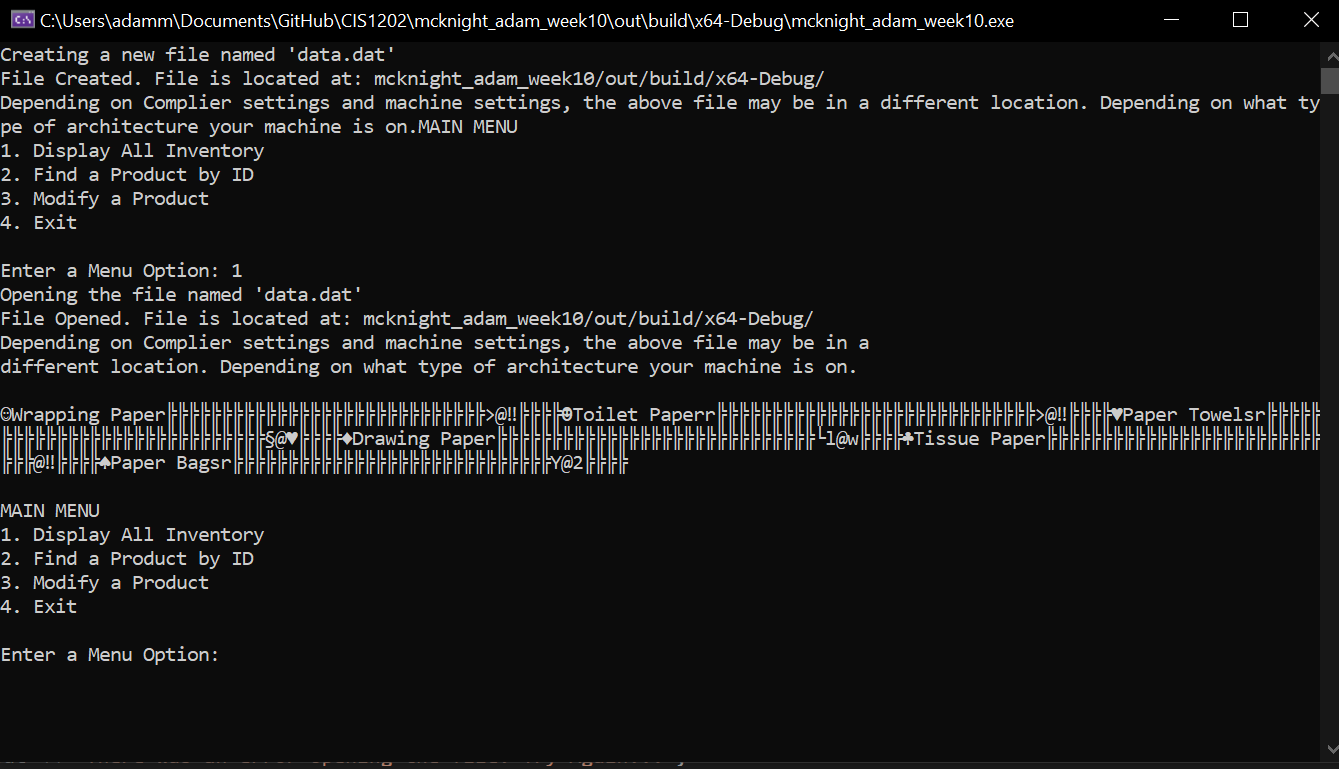 C:\Users\adamm\Documents\GitHub\CIS1202\mcknight_adam_week10\out\build\x64-Debug\mcknight_adam_week10.exe
Creating a new file named 'data.dat'
File Created. File is located at: mcknight_adam_week10/out/build/x64-Debug/
Depending on Complier settings and machine settings, the above file may be in a different location. Depending on what ty
pe of architecture your machine is on.MAIN MENU
1. Display All Inventory
2. Find a Product by ID
3. Modify a Product
4. Exit
Enter a Menu Option: 1
Opening the file named 'data.dat'
File Opened. File is located at: mcknight_adam_week10/out/build/x64-Debug/
Depending on Complier settings and machine settings, the above file may be in a
different location. Depending on what type of architecture your machine is on.
☺Wrapping Paper╠╠╠╠╠╠╠╠╠╠╠╠╠╠╠╠╠╠╠╠╠╠╠╠╠╠╠╠╠>@‼╠╠╠╠☻Toilet Paperr╠╠╠╠╠╠╠╠╠╠╠╠╠╠╠╠╠╠╠╠╠╠╠╠╠╠╠╠╠>@‼╠╠╠╠♥Paper Towelsr╠╠╠╠╠
╠╠╠╠╠╠╠╠╠╠╠╠╠╠╠╠╠╠╠╠╠╠╠╠§@♥╠╠╠╠♦Drawing Paper╠╠╠╠╠╠╠╠╠╠╠╠╠╠╠╠╠╠╠╠╠╠╠╠╠╠╠╠╠└l@w╠╠╠╠♣Tissue Paper╠╠╠╠╠╠╠╠╠╠╠╠╠╠╠╠╠╠╠╠╠╠╠╠╠
╠╠╠@‼╠╠╠╠♠Paper Bagsr╠╠╠╠╠╠╠╠╠╠╠╠╠╠╠╠╠╠╠╠╠╠╠╠╠╠╠╠╠Y@2╠╠╠╠
MAIN MENU
1. Display All Inventory
2. Find a Product by ID
3. Modify a Product
4. Exit
Enter a Menu Option: